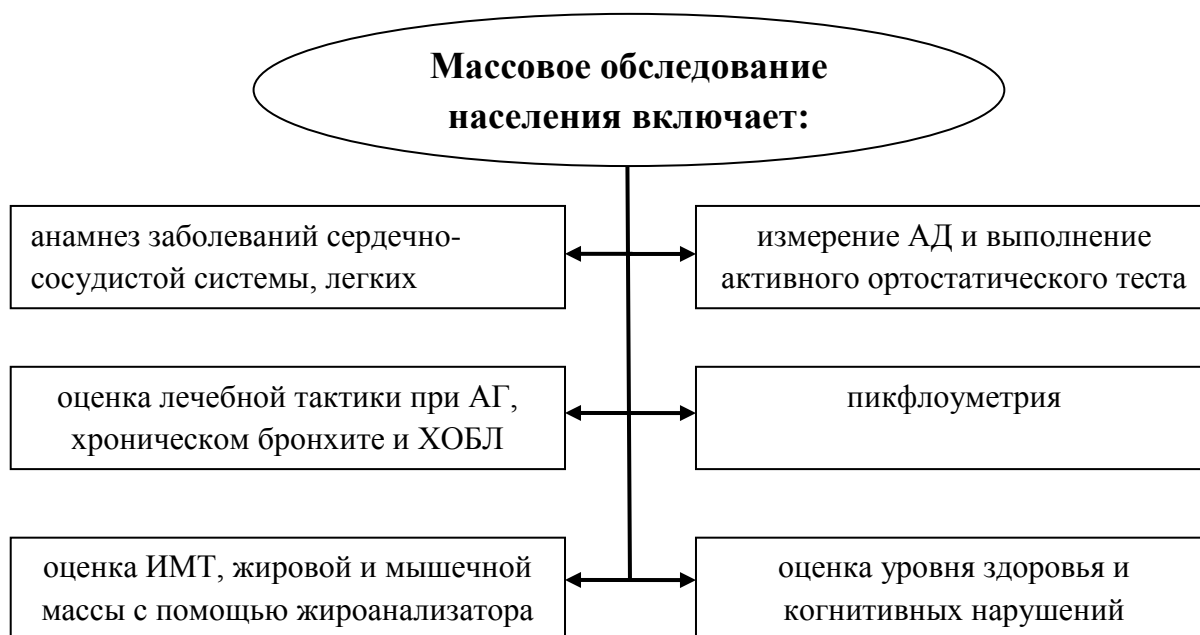 Массовое обследование
населения включает:
анамнез заболеваний сердечно-
сосудистой системы, легких
измерение АД и выполнение
активного ортостатического теста
оценка лечебной тактики при АГ,
хроническом бронхите и ХОБЛ
пикфлоуметрия
оценка ИМТ, жировой и мышечной
массы с помощью жироанализатора
оценка уровня здоровья и
когнитивных нарушений